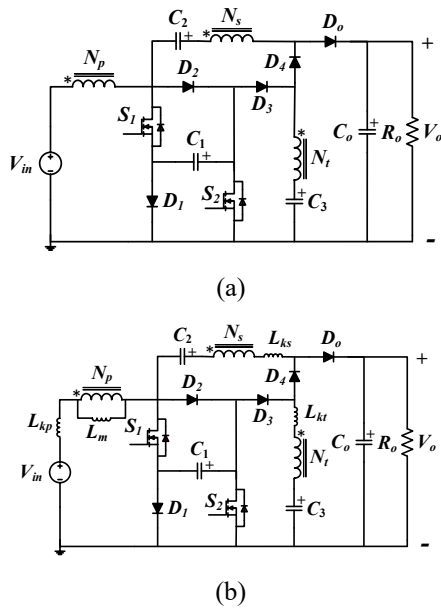 C2 Ns Do +
* Np * D4
D2 D3
S1 *
C1 Nt Co Ro Vo
Vin S2
D1 C3
-
(a)
C2 Ns Lks Do +
* Np * D4
D2 D3
Lkp Lm S1 Lkt
* Nt
C1 Co Ro Vo
Vin S2
D1 C3
-
(b)